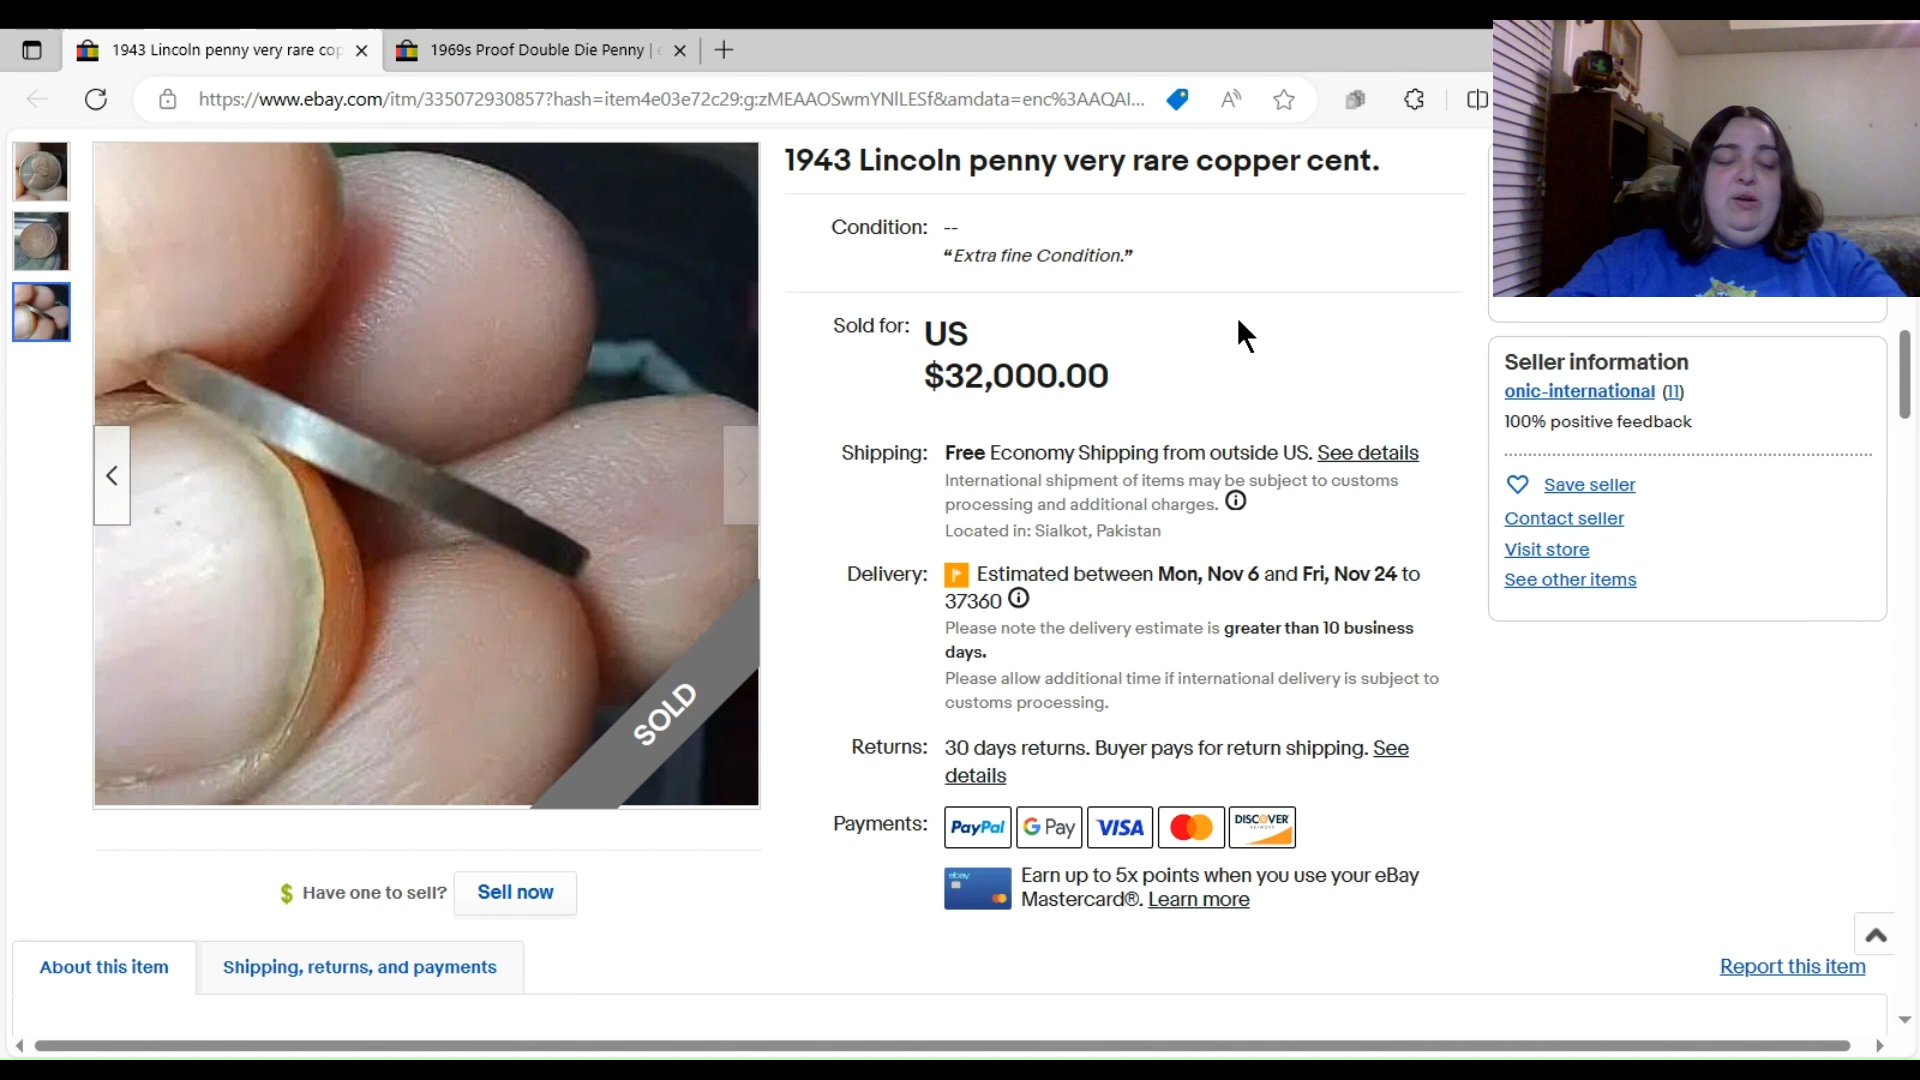 1943 Lincoln penny very rare cop
1969s Proof Double Die Penny |
https://www.ebay.com/itm/335072930857?hash=item4e03e72c29:g:zMEAAOSwmYNlLESf&amdata=enc%3AAQAI...
1943 Lincoln penny very rare copper cent.
Condition: --
“Extra fine Condition.”
Sold for: US
$32,000.00
Shipping: Free Economy Shipping from outside US. See details
International shipment of items may be subject to customs
processing and additional charges.
Located in: Sialkot, Pakistan
Delivery: Estimated between Mon, Nov 6 and Fri, Nov 24 to
37360
Please note the delivery estimate is greater than 10 business
days.
Please allow additional time if international delivery is subject to
customs processing.
Returns: 30 days returns. Buyer pays for return shipping. See
details
Payments: PayPal G Pay VISA DISCOVER
ebay
Earn up to 5x points when you use your eBay
Mastercard®. Learn more
SOLD
Have one to sell? Sell now
Seller information
onic-international (11)
100% positive feedback
Save seller
Contact seller
Visit store
See other items
About this item
Shipping, returns, and payments
Report this item